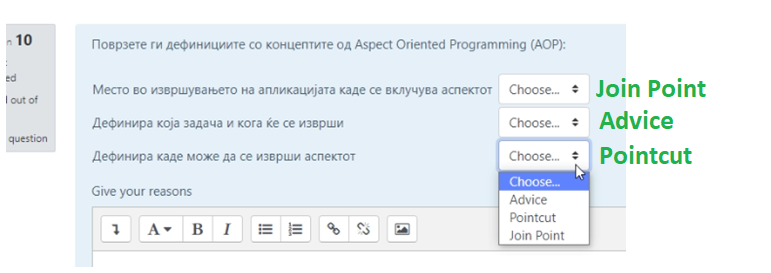 n 10
Поврзете ги дефинициите со концептите од Aspect Oriented Programming (AOP):
ed
Место во извршувањето на апликацијата каде се вклучува аспектот Choose... Join Point
out of
Дефинира која задача и кога ќе се изврши Choose... Advice
question
Дефинира каде може да се изврши аспектот Choose... Pointcut
Choose...
Give your reasons
Advice
Pointcut
Join Point
A B I